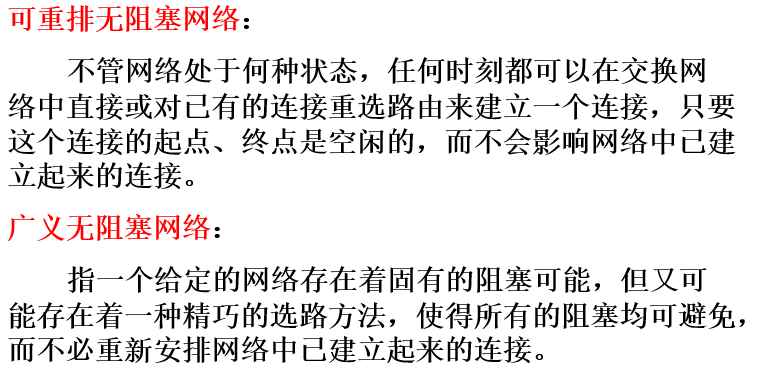 可重排无阻塞网络：
不管网络处于何种状态，任何时刻都可以在交换网
络中直接或对已有的连接重选路由来建立一个连接，只要
这个连接的起点、终点是空闲的，而不会影响网络中已建
立起来的连接。
广义无阻塞网络：
指一个给定的网络存在着固有的阻塞可能，但又可
能存在着一种精巧的选路方法，使得所有的阻塞均可避免，
而不必重新安排网络中已建立起来的连接。